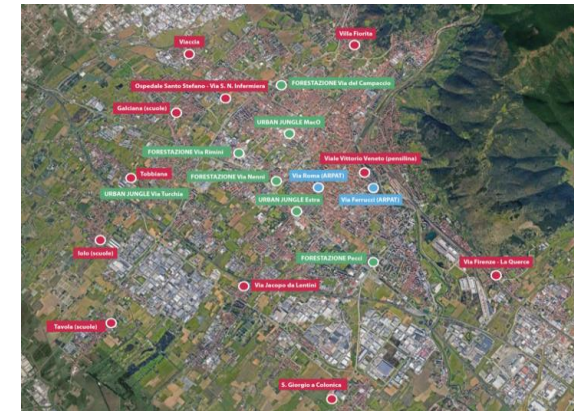 Villa Fiorita
Viaccia
Ospedale Santo Stefano - Via S. N. Infermiera
FORESTAZIONE Via del Campaccio
Galciana (scuole)
URBAN JUNGLE MacO
FORESTAZIONE Via Rimini
Viale Vittorio Veneto (pensilina)
Tobbiana
FORESTAZIONE Via Nenni
Via Roma (ARPAT)
URBAN JUNGLE Via Turchia
URBAN JUNGLE Estra
Via Ferrucci (ARPAT)
Iolo (scuole)
FORESTAZIONE Pecci
Via Firenze - La Querce
Via Jacopo da Lentini
Tavola (scuole)
S. Giorgio a Colonica